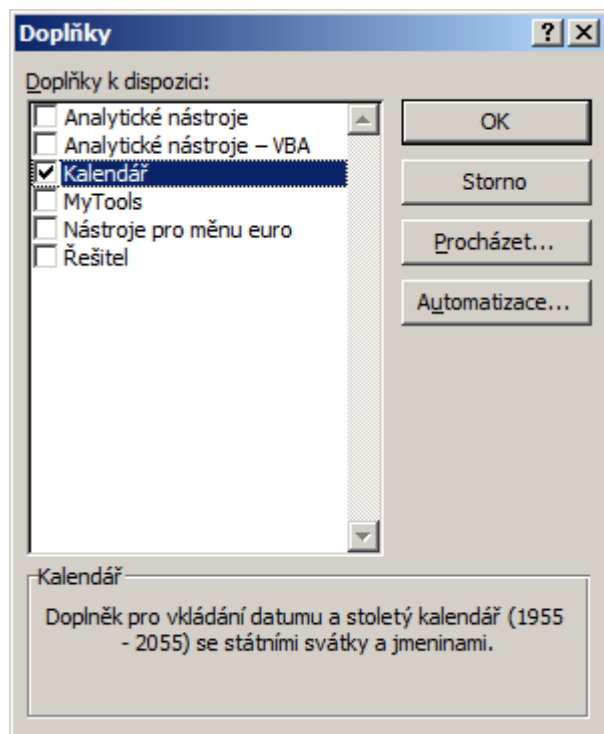 Doplňky
Doplňky k dispozici:
Analytické nástroje
Analytické nástroje – VBA
Kalendář
MyTools
Nástroje pro měnu euro
Řešitel
OK
Storno
Procházet...
Automatizace...
Kalendář
Doplněk pro vkládání datumu a stoletý kalendář (1955
- 2055) se státními svátky a jmeninami.